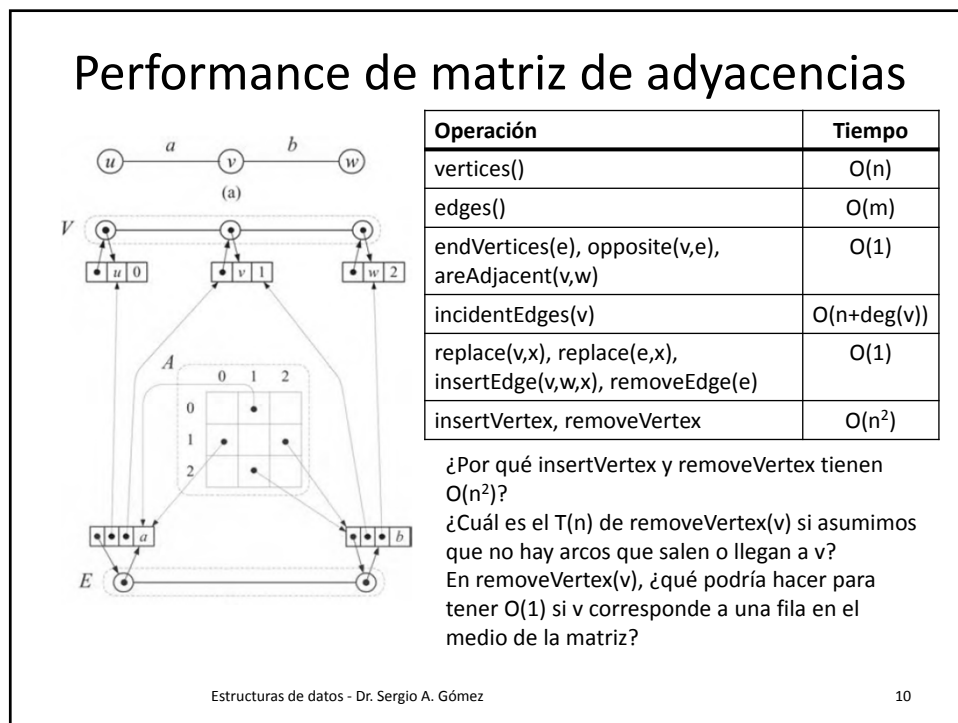 Performance de matriz de adyacencias
a b
u v w
(a)
V
u 0 v 1 w 2
A
0 1 2
0
1
2
a b
E
Operación Tiempo
vertices() O(n)
edges() O(m)
endVertices(e), opposite(v,e), O(1)
areAdjacent(v,w)
incidentEdges(v) O(n+deg(v))
replace(v,x), replace(e,x), O(1)
insertEdge(v,w,x), removeEdge(e)
insertVertex, removeVertex O(n²)
¿Por qué insertVertex y removeVertex tienen
O(n²)?
¿Cuál es el T(n) de removeVertex(v) si asumimos
que no hay arcos que salen o llegan a v?
En removeVertex(v), ¿qué podría hacer para
tener O(1) si v corresponde a una fila en el
medio de la matriz?
Estructuras de datos - Dr. Sergio A. Gómez 10